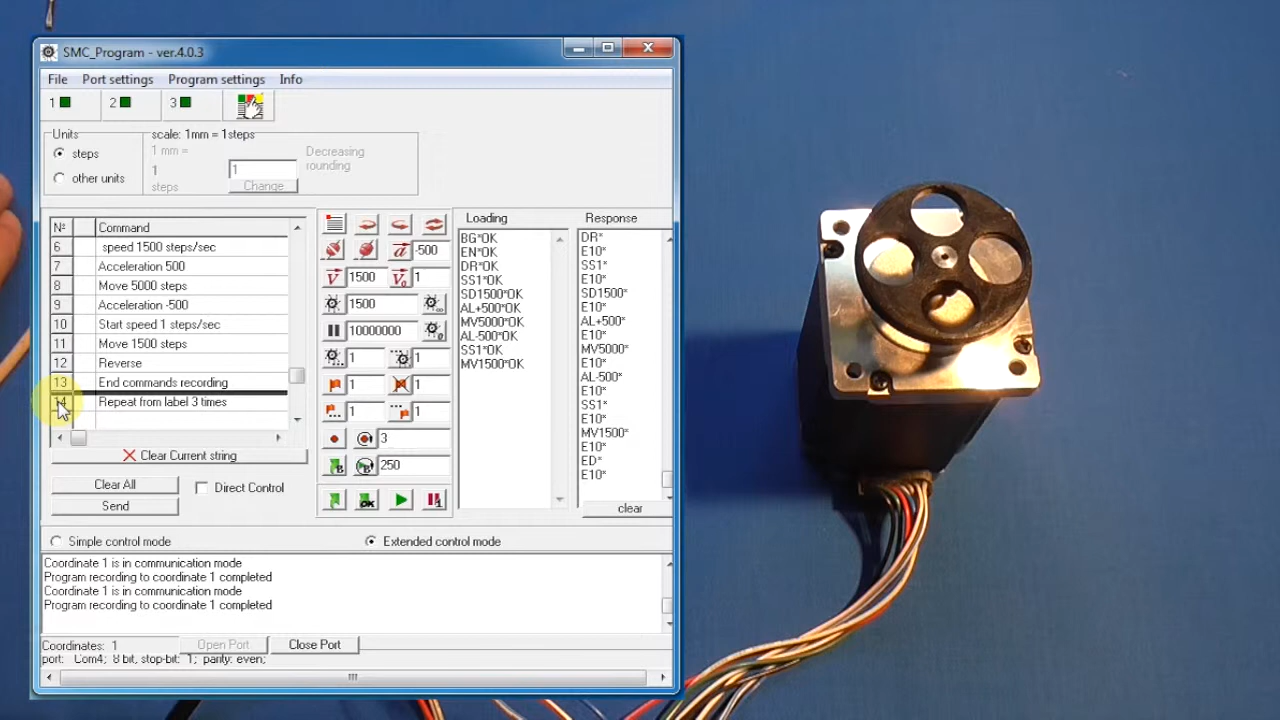 SMC_Program - ver.4.0.3
File Port settings Program settings Info
1 2 3
Units
steps
other units
scale: 1mm = 1steps
1 mm =
1
steps
1
Change
Decreasing
rounding
№ Command
6 speed 1500 steps/sec
7 Acceleration 500
8 Move 5000 steps
9 Acceleration -500
10 Start speed 1 steps/sec
11 Move 1500 steps
12 Reverse
13 End commands recording
14 Repeat from label 3 times
Clear Current string
Clear All
Send
Direct Control
a -500
V 1500 V₀ 1
1500
10000000
1 1
1 1
1 1
3
B B 250
OK 1
Loading
BG*OK
EN*OK
DR*OK
SS1*OK
SD1500*OK
AL+500*OK
MV5000*OK
AL-500*OK
SS1*OK
MV1500*OK
Response
DR*
E10*
SS1*
E10*
SD1500*
E10*
AL+500*
E10*
MV5000*
E10*
AL-500*
E10*
SS1*
E10*
MV1500*
E10*
ED*
E10*
clear
Simple control mode Extended control mode
Coordinate 1 is in communication mode
Program recording to coordinate 1 completed
Coordinate 1 is in communication mode
Program recording to coordinate 1 completed
Coordinates: 1 Open Port Close Port
port: Com4; 8 bit, stop-bit: 1; parity: even;